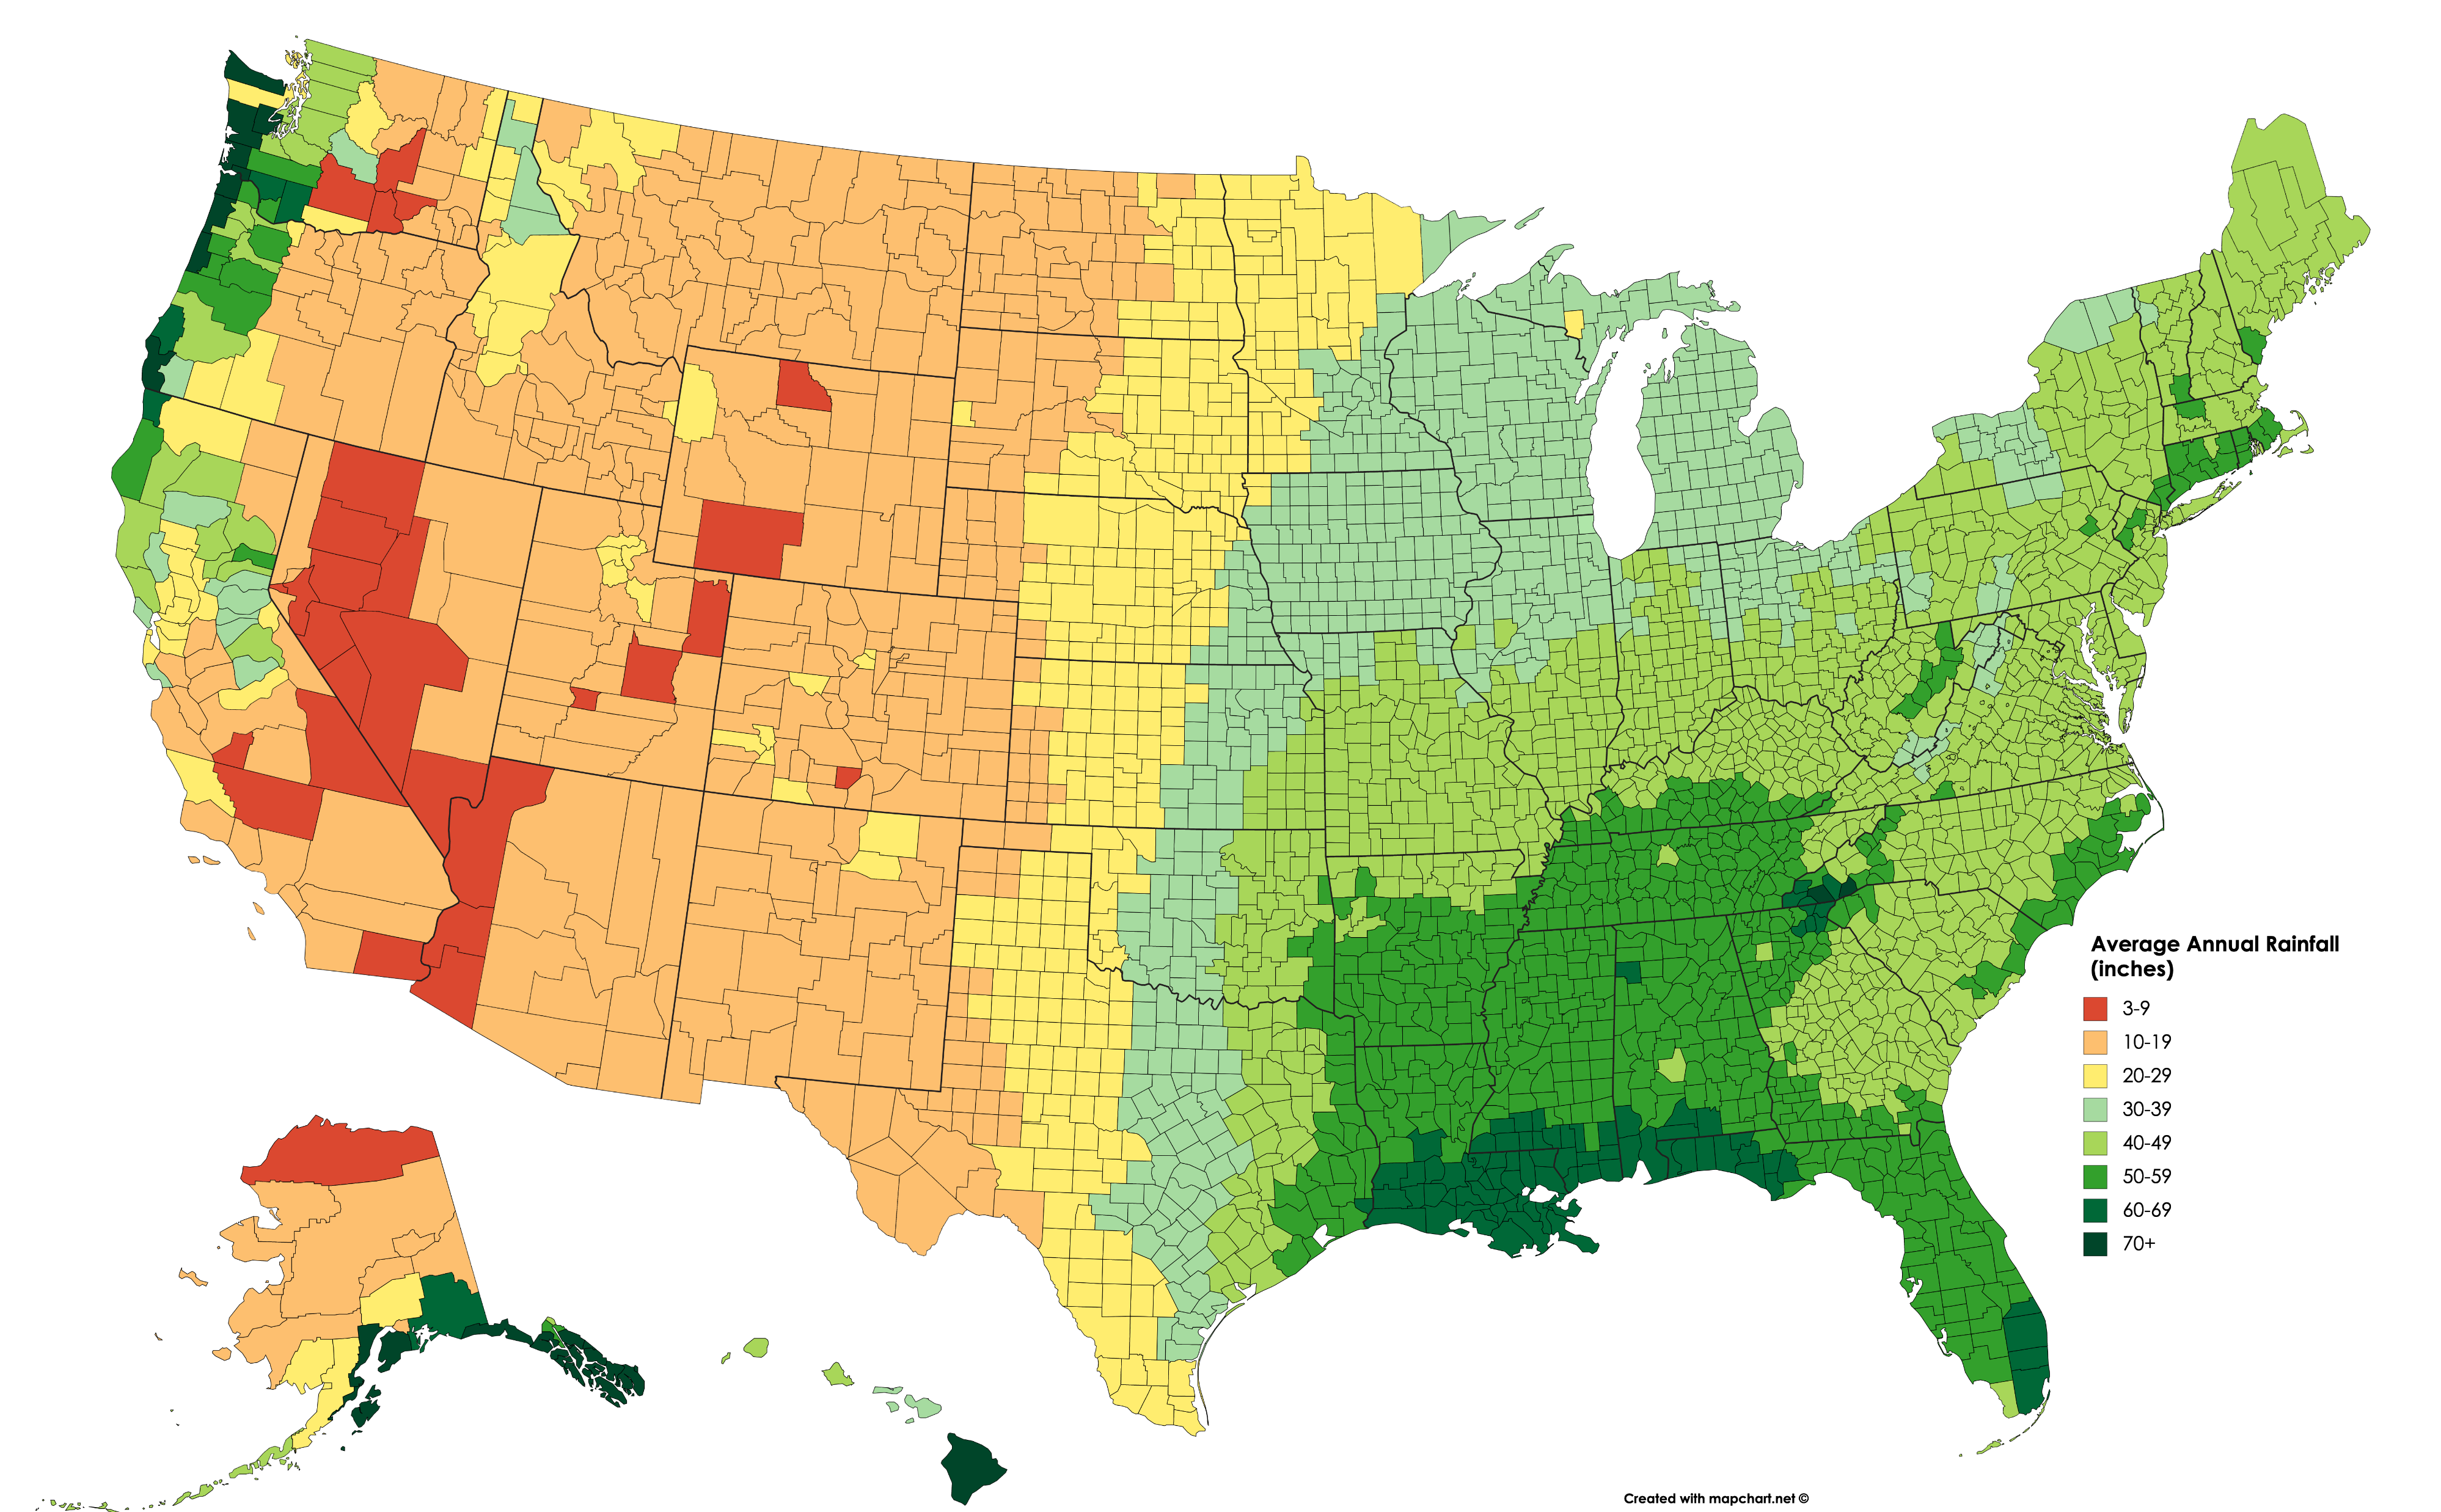 Average Annual Rainfall
(inches)
3-9
10-19
20-29
30-39
40-49
50-59
60-69
70+
Created with mapchart.net ©